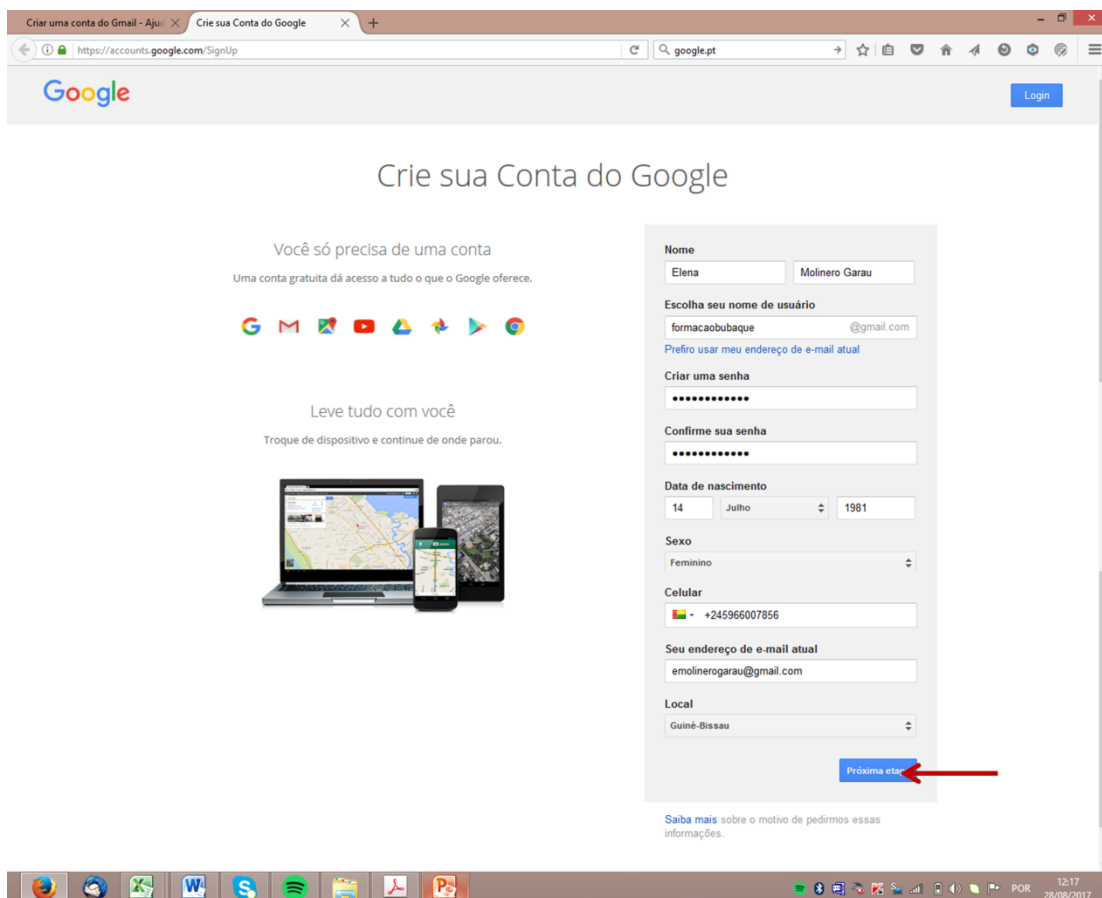 Criar uma conta do Gmail - Ajud
Crie sua Conta do Google
https://accounts.google.com/SignUp
google.pt
Google
Login
Crie sua Conta do Google
Você só precisa de uma conta
Uma conta gratuita dá acesso a tudo o que o Google oferece.
Leve tudo com você
Troque de dispositivo e continue de onde parou.
Nome
Elena Molinero Garau
Escolha seu nome de usuário
formacaobubaque @gmail.com
Prefiro usar meu endereço de e-mail atual
Criar uma senha
••••••••••••
Confirme sua senha
••••••••••••
Data de nascimento
14 Julho 1981
Sexo
Feminino
Celular
+245966007856
Seu endereço de e-mail atual
emolinerogarau@gmail.com
Local
Guiné-Bissau
Próxima etap
Saiba mais sobre o motivo de pedirmos essas
informações.
POR
12:17
28/08/2017